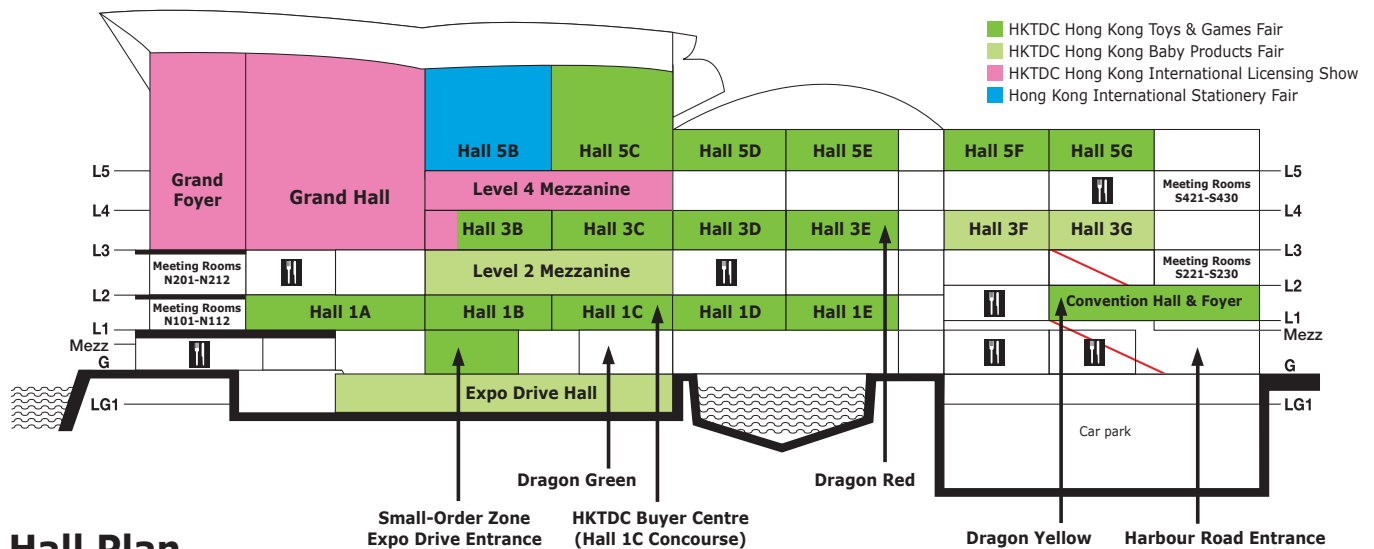 HKTDC Hong Kong Toys & Games Fair
HKTDC Hong Kong Baby Products Fair
HKTDC Hong Kong International Licensing Show
Hong Kong International Stationery Fair
Hall 5B
Hall 5C
Hall 5D
Hall 5E
Hall 5F
Hall 5G
L5
L5
Grand
Foyer
Grand Hall
Level 4 Mezzanine
Meeting Rooms
S421-S430
L4
L4
Hall 3B
Hall 3C
Hall 3D
Hall 3E
Hall 3F
Hall 3G
L3
L3
Meeting Rooms
N201-N212
Level 2 Mezzanine
Meeting Rooms
S221-S230
L2
L2
Meeting Rooms
N101-N112
Hall 1A
Hall 1B
Hall 1C
Hall 1D
Hall 1E
Convention Hall & Foyer
L1
L1
Mezz
Mezz
G
G
Expo Drive Hall
LG1
LG1
Car park
Dragon Green
Dragon Red
Small-Order Zone
Expo Drive Entrance
HKTDC Buyer Centre
(Hall 1C Concourse)
Dragon Yellow
Harbour Road Entrance
Hall Plan